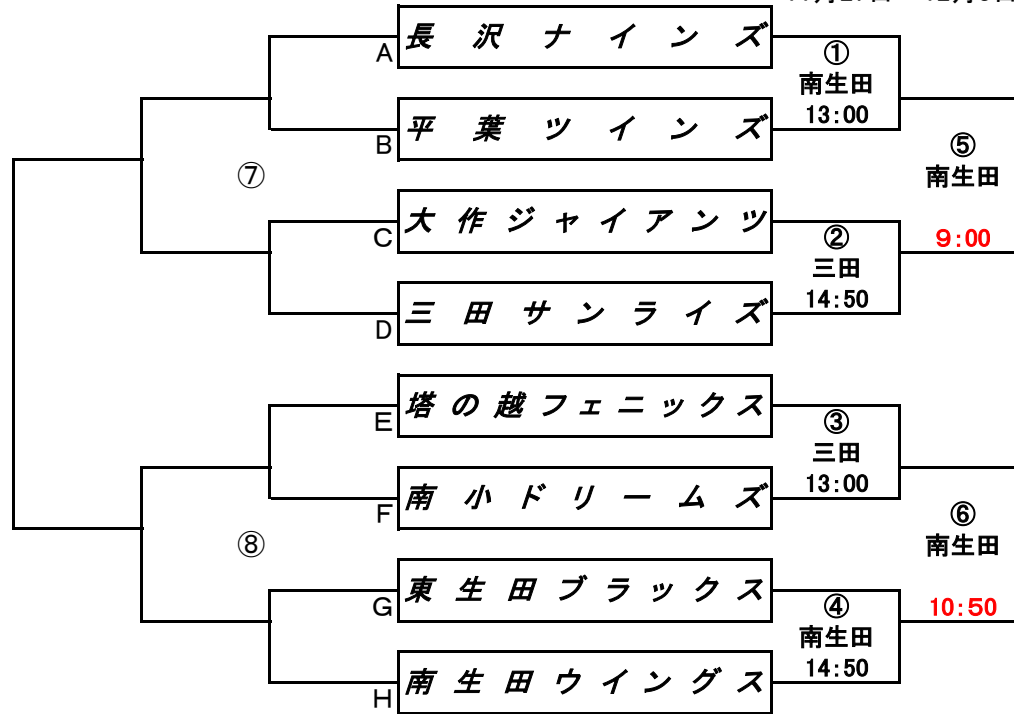 A 長沢ナインズ
①
南生田
13:00
B 平葉ツインズ
⑤
南生田
9:00
⑦
C 大作ジャイアンツ
②
三田
14:50
D 三田サンライズ
E 塔の越フェニックス
③
三田
13:00
F 南小ドリームズ
⑥
南生田
10:50
⑧
G 東生田ブラックス
④
南生田
14:50
H 南生田ウイングス